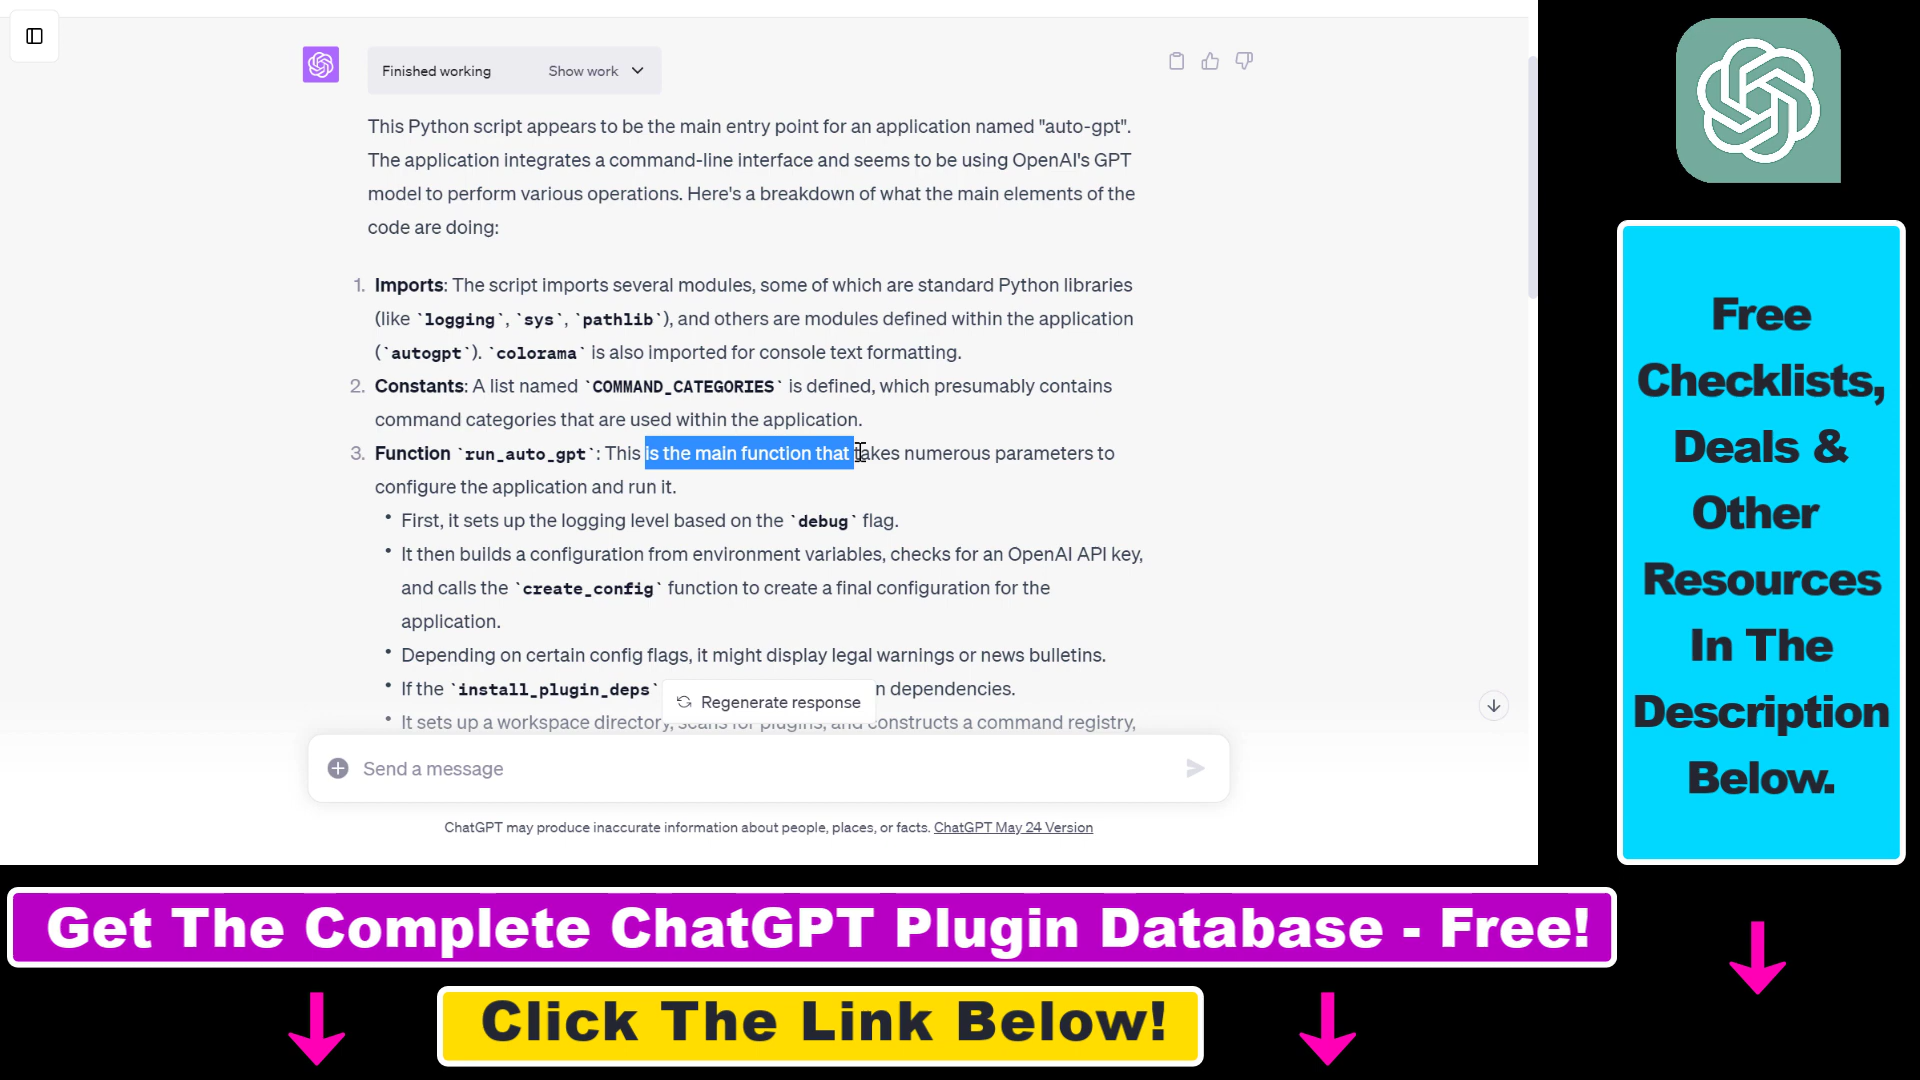 Finished working
Show work
This Python script appears to be the main entry point for an application named "auto-gpt".
The application integrates a command-line interface and seems to be using OpenAI's GPT
model to perform various operations. Here's a breakdown of what the main elements of the
code are doing:
1. Imports: The script imports several modules, some of which are standard Python libraries
(like `logging`, `sys`, `pathlib`), and others are modules defined within the application
(`autogpt`). `colorama` is also imported for console text formatting.
2. Constants: A list named `COMMAND_CATEGORIES` is defined, which presumably contains
command categories that are used within the application.
3. Function `run_auto_gpt`: This is the main function that takes numerous parameters to
configure the application and run it.
• First, it sets up the logging level based on the `debug` flag.
• It then builds a configuration from environment variables, checks for an OpenAI API key,
and calls the `create_config` function to create a final configuration for the
application.
• Depending on certain config flags, it might display legal warnings or news bulletins.
• If the `install_plugin_deps` n dependencies.
Regenerate response
• It sets up a workspace directory, scans for plugins, and constructs a command registry,
Send a message
ChatGPT may produce inaccurate information about people, places, or facts. ChatGPT May 24 Version
Free
Checklists,
Deals &
Other
Resources
In The
Description
Below.
Get The Complete ChatGPT Plugin Database - Free!
Click The Link Below!